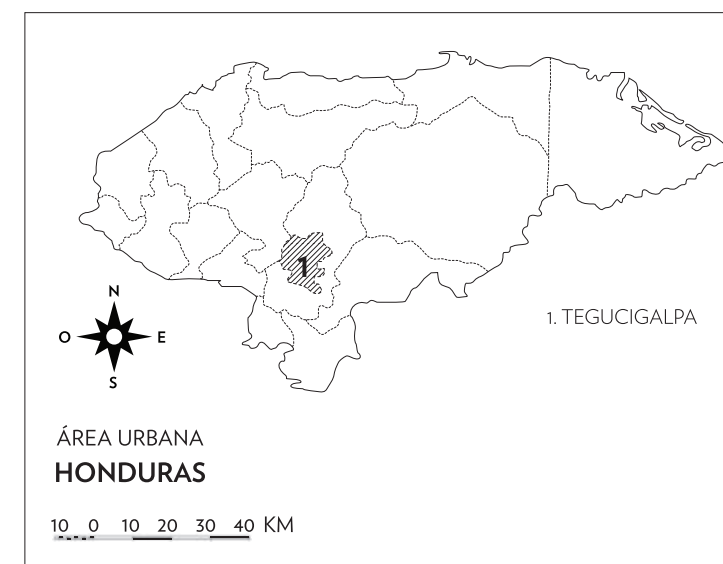 1
1. TEGUCIGALPA
N
O E
S
ÁREA URBANA
HONDURAS
10 0 10 20 30 40 KM